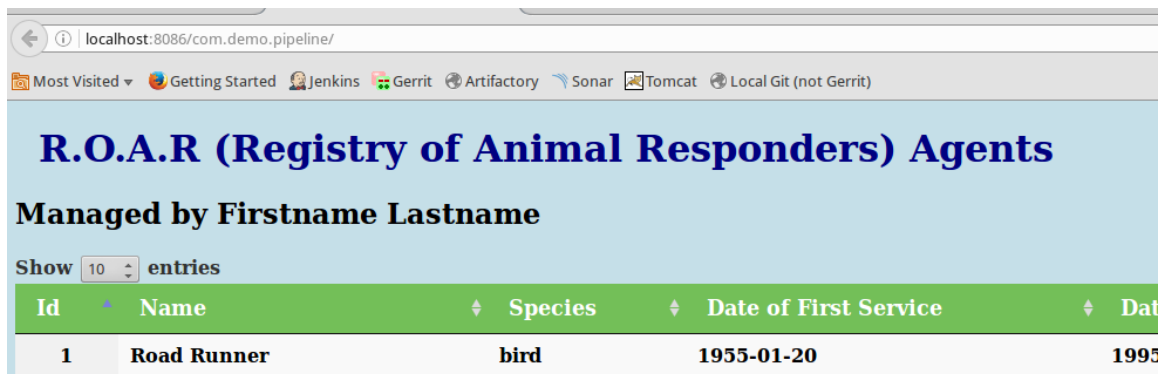 localhost:8086/com.demo.pipeline/
Most Visited Getting Started Jenkins Gerrit Artifactory Sonar Tomcat Local Git (not Gerrit)
R.O.A.R (Registry of Animal Responders) Agents
Managed by Firstname Lastname
Show 10 entries
Id Name Species Date of First Service Dat
1 Road Runner bird 1955-01-20 1995